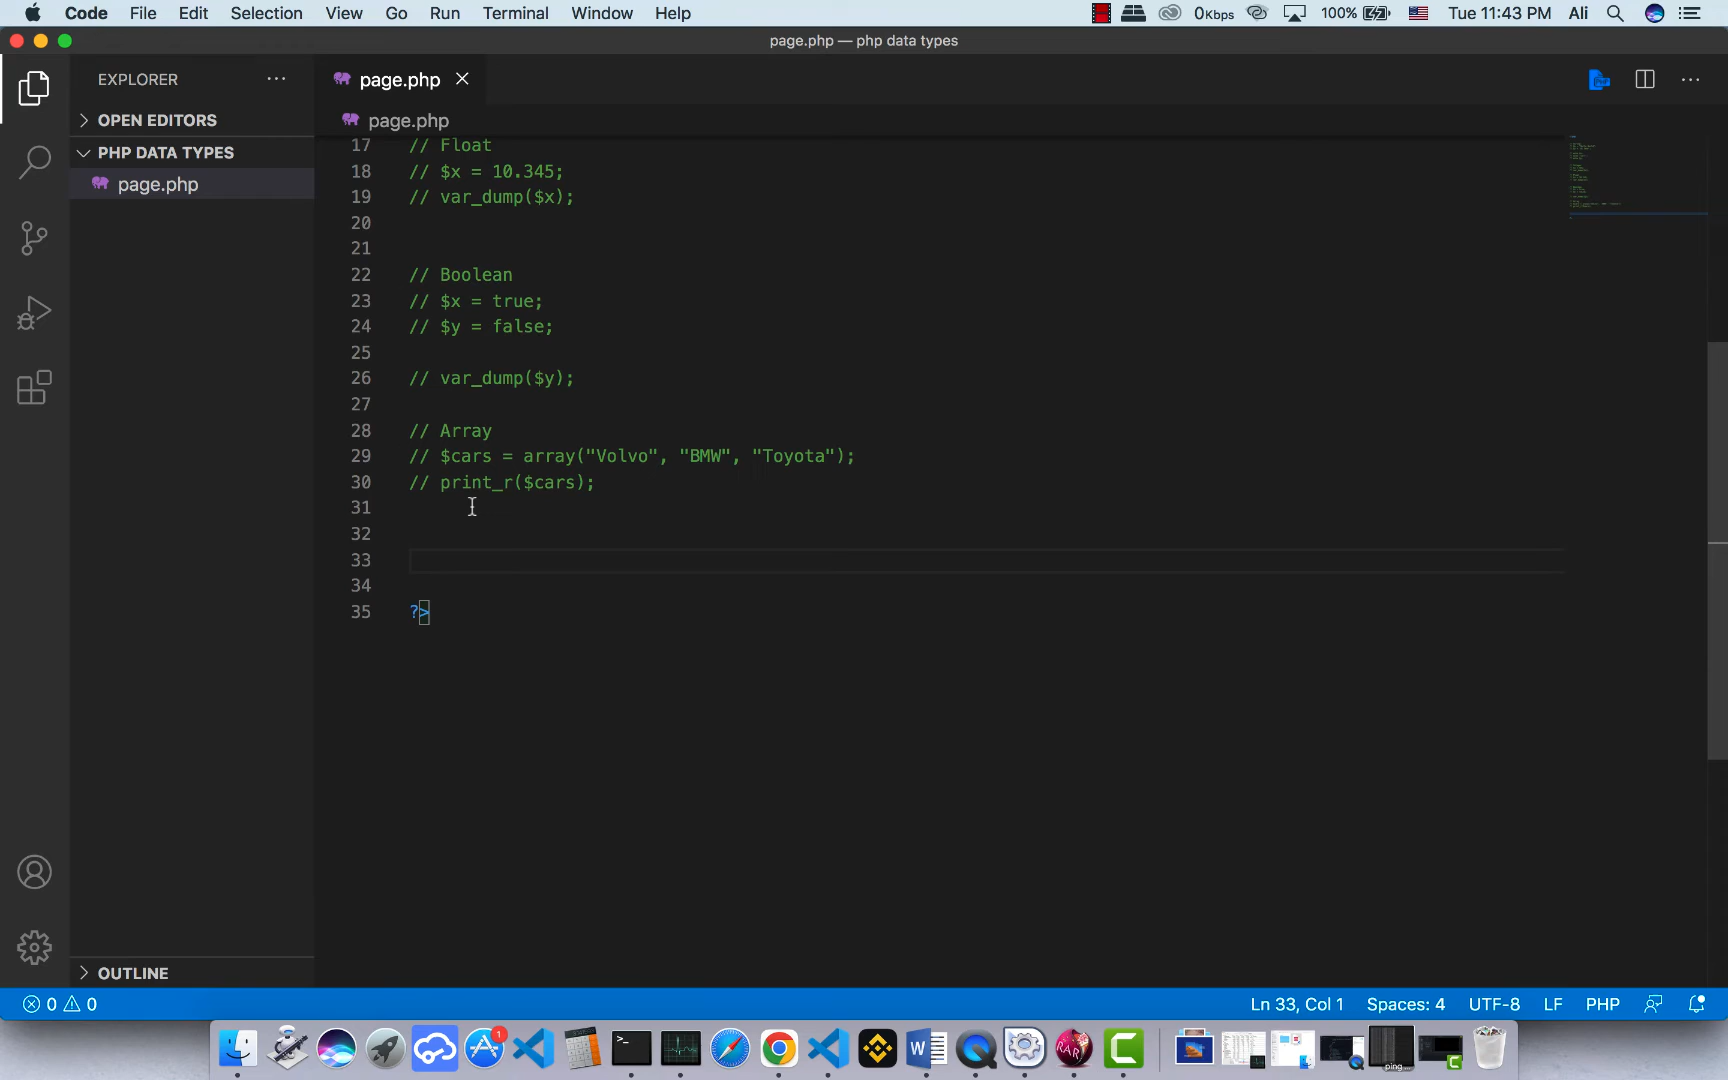 Code File Edit Selection View Go Run Terminal Window Help 0Kbps 100% Tue 11:43 PM Ali
page.php — php data types
EXPLORER
page.php
OPEN EDITORS
PHP DATA TYPES
page.php
page.php
17 // Float
18 // $x = 10.345;
19 // var_dump($x);
20
21
22 // Boolean
23 // $x = true;
24 // $y = false;
25
26 // var_dump($y);
27
28 // Array
29 // $cars = array("Volvo", "BMW", "Toyota");
30 // print_r($cars);
31
32
33
34
35 ?>
OUTLINE
0 0 Ln 33, Col 1 Spaces: 4 UTF-8 LF PHP
1
RAR
ping